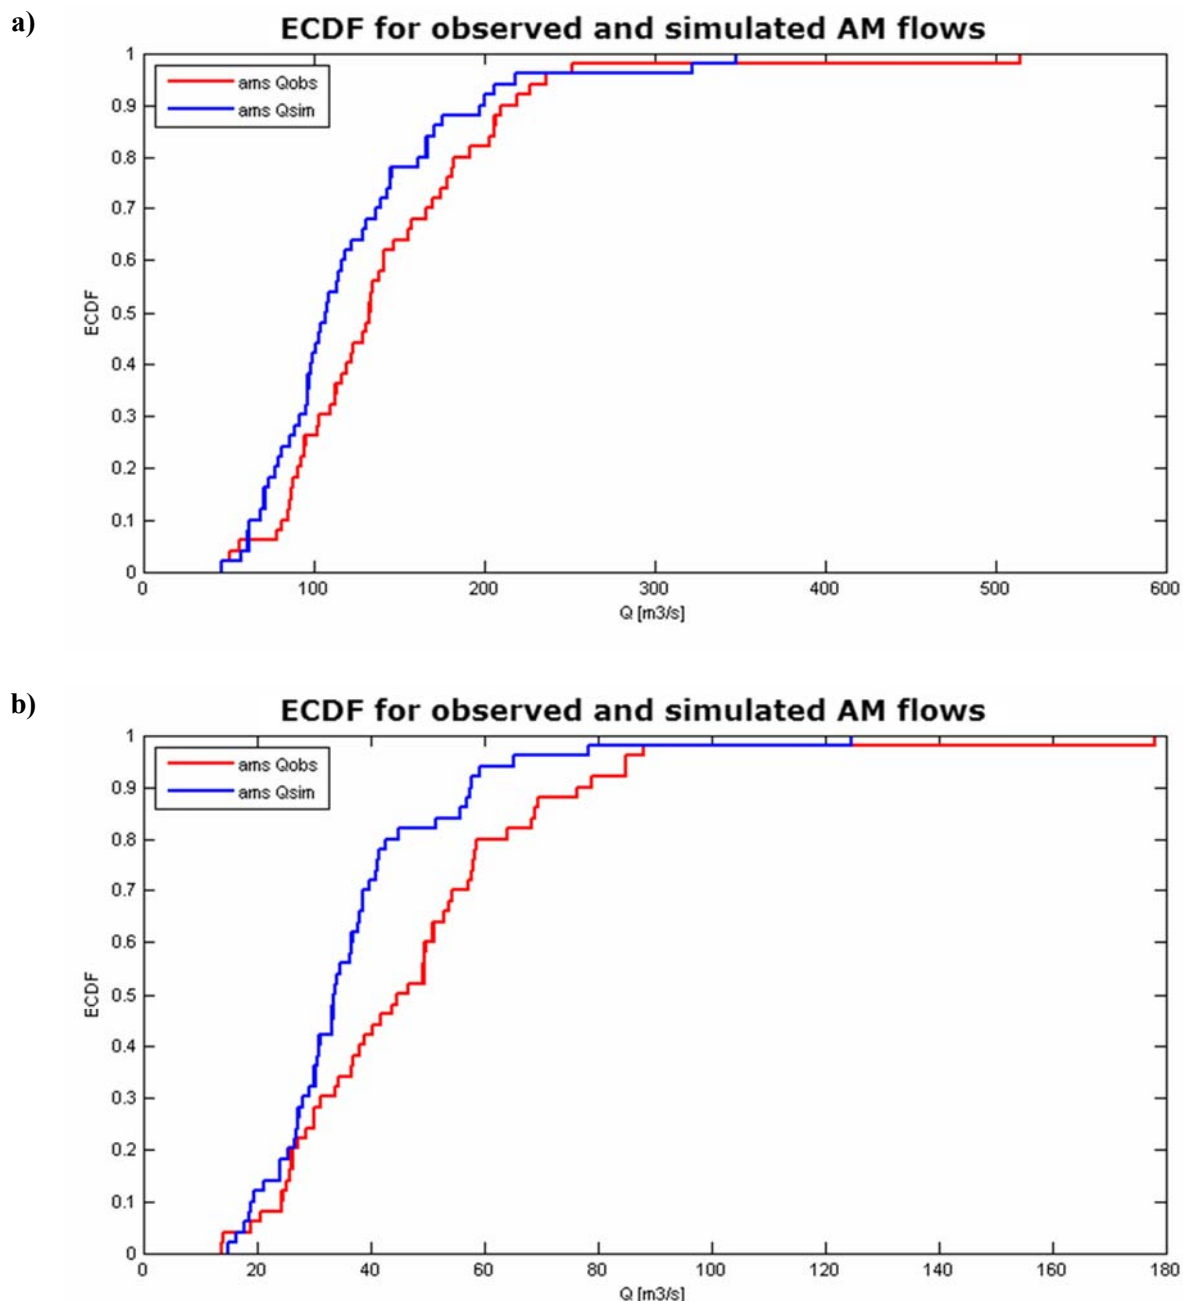 a)
ECDF for observed and simulated AM flows
1
ams Qobs
ams Qsim
0.9
0.8
0.7
0.6
0.5
ECDF
0.4
0.3
0.2
0.1
0
0 100 200 300 400 500 600
Q [m3/s]
b)
ECDF for observed and simulated AM flows
1
ams Qobs
ams Qsim
0.9
0.8
0.7
0.6
0.5
ECDF
0.4
0.3
0.2
0.1
0
0 20 40 60 80 100 120 140 160 180
Q [m3/s]